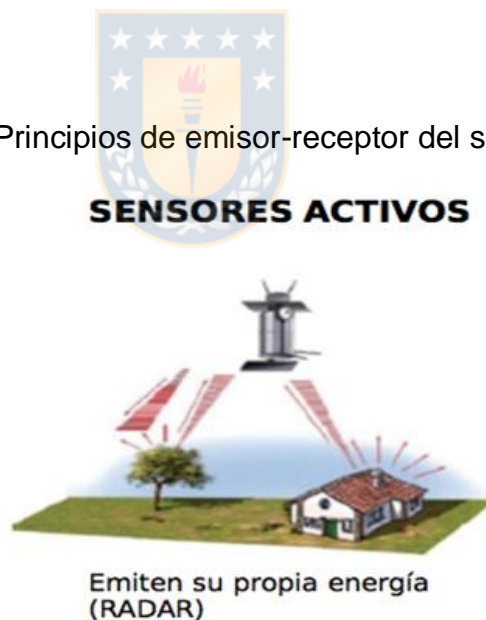 Principios de emisor-receptor del s
SENSORES ACTIVOS
Emiten su propia energía
(RADAR)